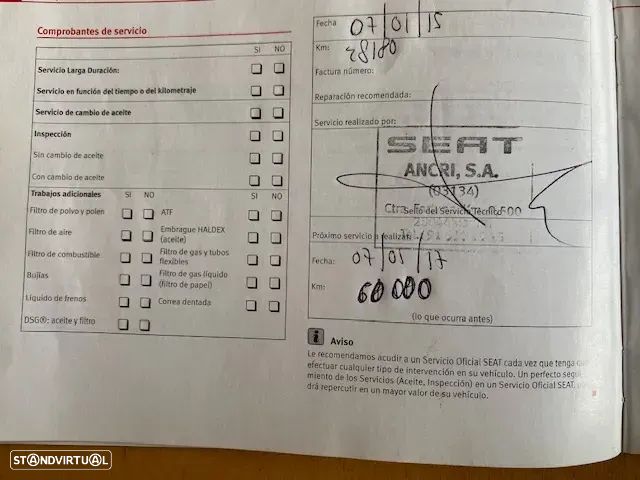 Comprobantes de servicio
SI NO
Servicio Larga Duración:
Servicio en función del tiempo o del kilometraje
Servicio de cambio de aceite
Inspección
Sin cambio de aceite
Con cambio de aceite
Trabajos adicionales SI NO SI NO
Filtro de polvo y polen ATF
Filtro de aire Embrague HALDEX
(aceite)
Filtro de combustible Filtro de gas y tubos
flexibles
Bujías Filtro de gas líquido
(filtro de papel)
Líquido de frenos Correa dentada
DSG®: aceite y filtro
Fecha 07/01/15
Km: 28180
Factura número:
Reparación recomendada:
Servicio realizado por:
SEAT
ANCRI, S.A.
(03134)
Ctra.
Sello del Servicio Técnico
Próximo servicio a realizar:
Fecha: 07/01/17
Km: 60000
(lo que ocurra antes)
i Aviso
Le recomendamos acudir a un Servicio Oficial SEAT cada vez que tenga
efectuar cualquier tipo de intervención en su vehículo. Un perfecto
miento de los Servicios (Aceite, Inspección) en un Servicio Oficial SEAT,
drá repercutir en un mayor valor de su vehículo.
STANDVIRTUAL